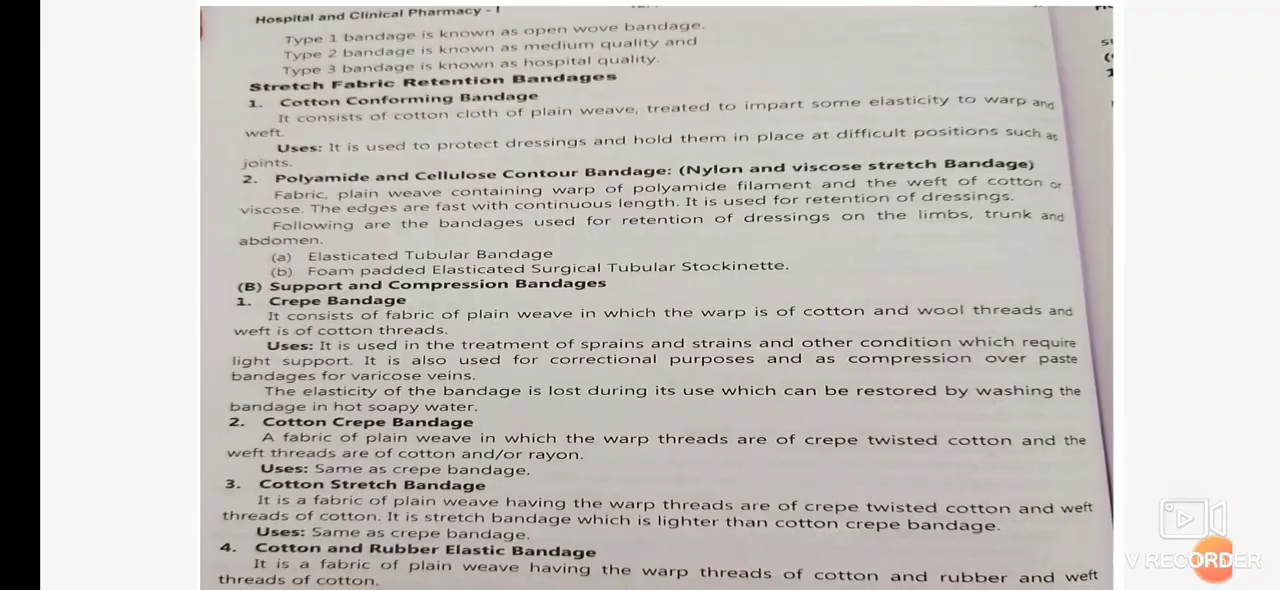 Hospital and Clinical Pharmacy - I
Type 1 bandage is known as open wove bandage.
Type 2 bandage is known as medium quality and
Type 3 bandage is known as hospital quality.
Stretch Fabric Retention Bandages
1. Cotton Conforming Bandage
It consists of cotton cloth of plain weave, treated to impart some elasticity to warp and
weft.
Uses: It is used to protect dressings and hold them in place at difficult positions such as
joints.
2. Polyamide and Cellulose Contour Bandage: (Nylon and viscose stretch Bandage)
Fabric, plain weave containing warp of polyamide filament and the weft of cotton or
viscose. The edges are fast with continuous length. It is used for retention of dressings.
Following are the bandages used for retention of dressings on the limbs, trunk and
abdomen.
(a) Elasticated Tubular Bandage
(b) Foam padded Elasticated Surgical Tubular Stockinette.
(B) Support and Compression Bandages
1. Crepe Bandage
It consists of fabric of plain weave in which the warp is of cotton and wool threads and
weft is of cotton threads.
Uses: It is used in the treatment of sprains and strains and other condition which require
light support. It is also used for correctional purposes and as compression over paste
bandages for varicose veins.
The elasticity of the bandage is lost during its use which can be restored by washing the
bandage in hot soapy water.
2. Cotton Crepe Bandage
A fabric of plain weave in which the warp threads are of crepe twisted cotton and the
weft threads are of cotton and/or rayon.
Uses: Same as crepe bandage.
3. Cotton Stretch Bandage
It is a fabric of plain weave having the warp threads are of crepe twisted cotton and weft
threads of cotton. It is stretch bandage which is lighter than cotton crepe bandage.
Uses: Same as crepe bandage.
4. Cotton and Rubber Elastic Bandage
It is a fabric of plain weave having the warp threads of cotton and rubber and weft
threads of cotton.
V RECORDER